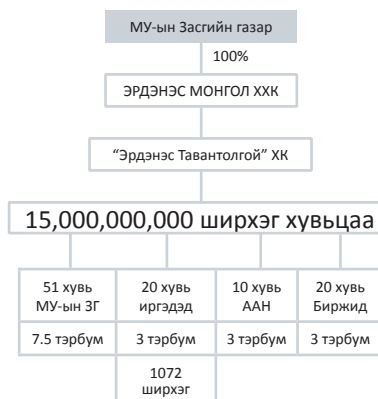 МУ-ын Засгийн газар
100%
ЭРДЭНЭС МОНГОЛ ХХК
“Эрдэнэс Тавантолгой” ХК
15,000,000,000 ширхэг хувьцаа
51 хувь
МУ-ын ЗГ
20 хувь
иргэдэд
10 хувь
ААН
20 хувь
Биржид
7.5 тэрбум
3 тэрбум
3 тэрбум
3 тэрбум
1072
ширхэг